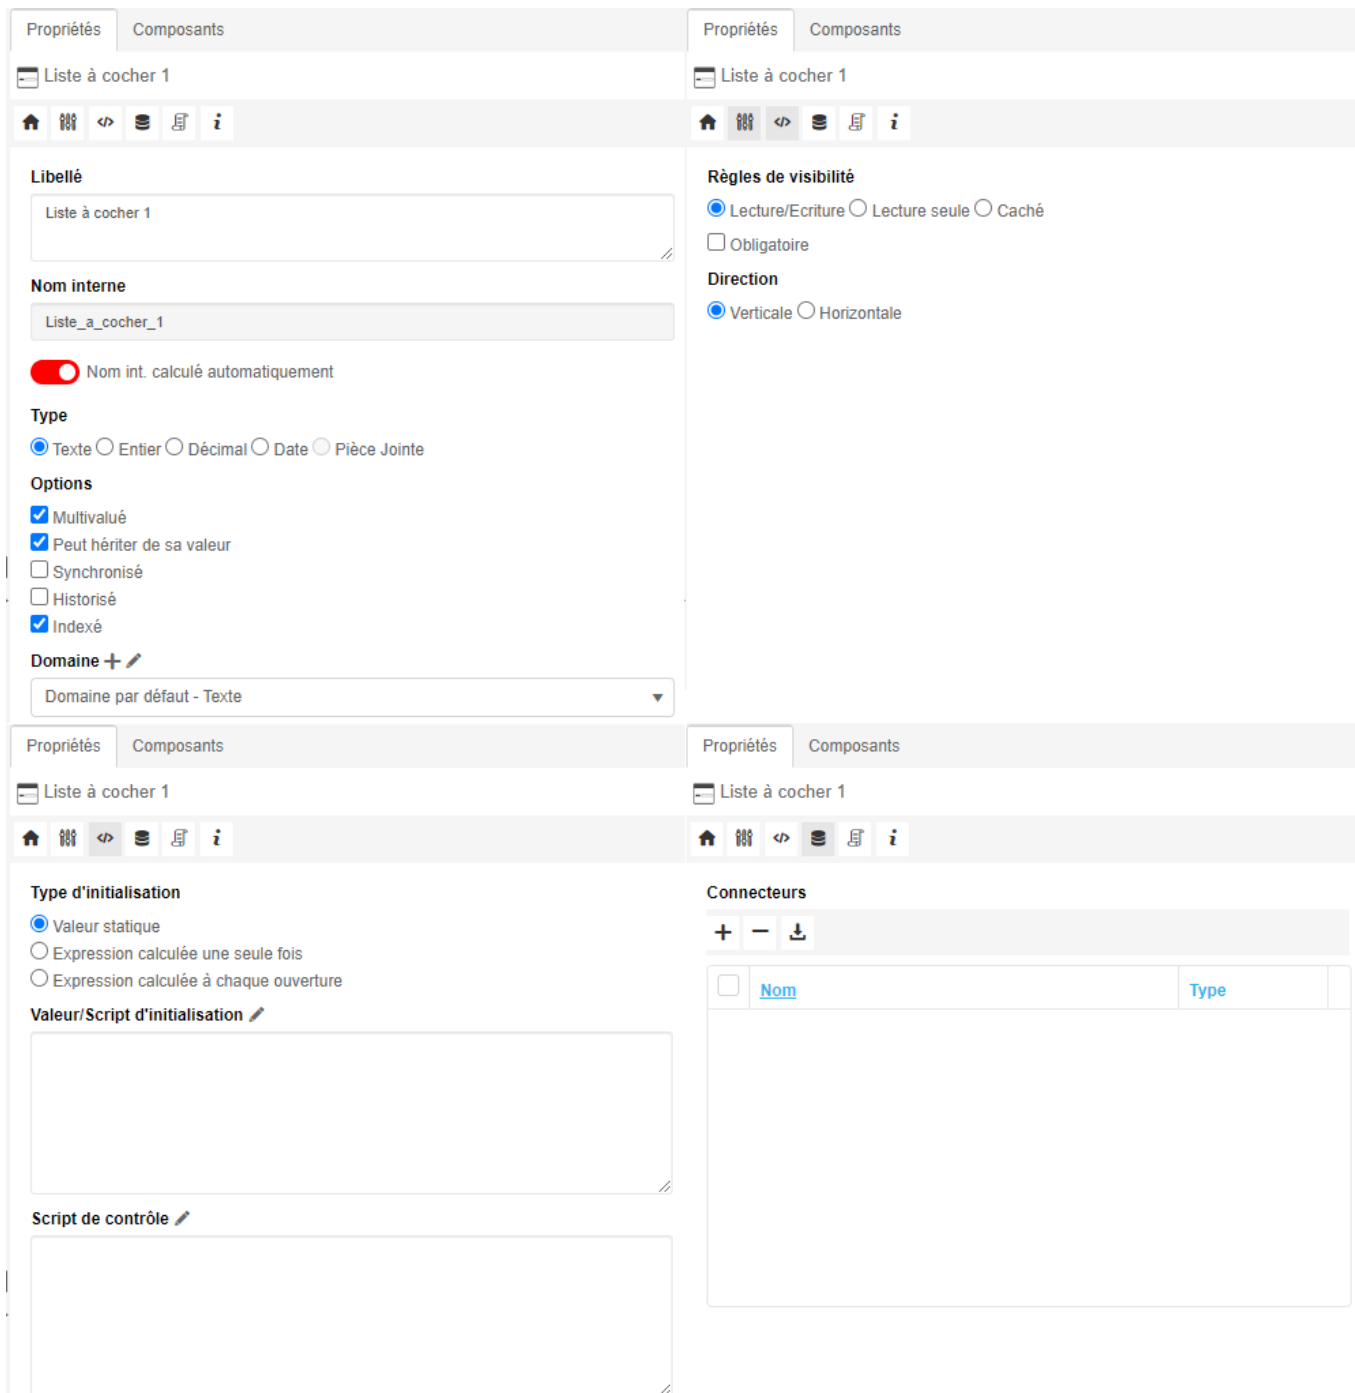 Propriétés Composants
Liste à cocher 1
Libellé
Liste à cocher 1
Nom interne
Liste_a_cocher_1
Nom int. calculé automatiquement
Type
Texte Entier Décimal Date Pièce Jointe
Options
Multivalué
Peut hériter de sa valeur
Synchronisé
Historisé
Indexé
Domaine
Domaine par défaut - Texte
Propriétés Composants
Liste à cocher 1
Règles de visibilité
Lecture/Ecriture Lecture seule Caché
Obligatoire
Direction
Verticale Horizontale
Propriétés Composants
Liste à cocher 1
Type d'initialisation
Valeur statique
Expression calculée une seule fois
Expression calculée à chaque ouverture
Valeur/Script d'initialisation
Script de contrôle
Propriétés Composants
Liste à cocher 1
Connecteurs
Nom Type